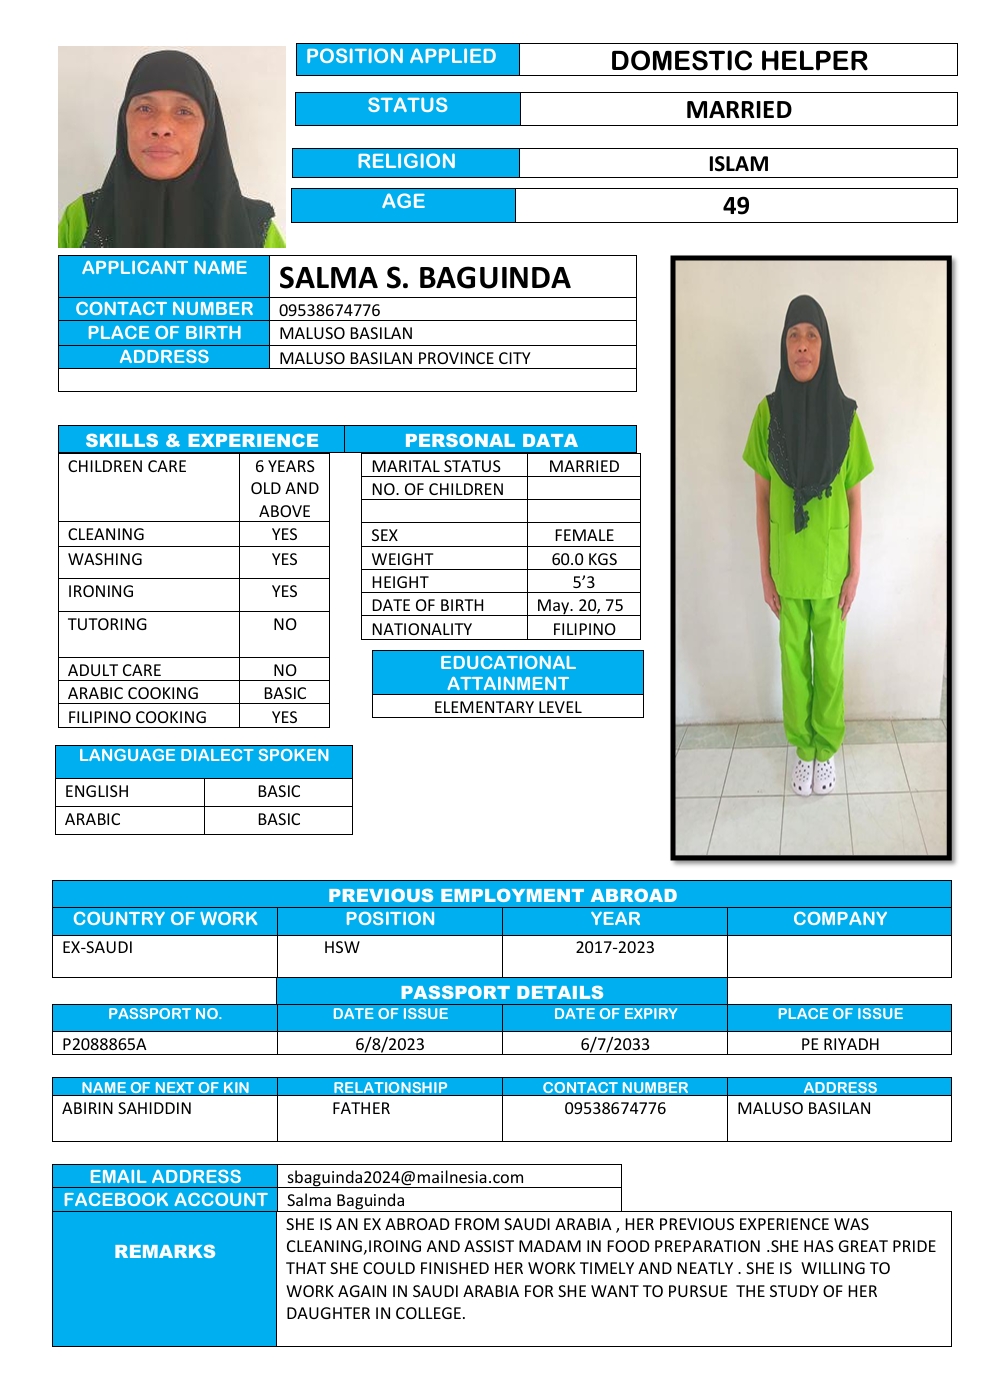 POSITION APPLIED DOMESTIC HELPER
STATUS MARRIED
RELIGION ISLAM
AGE 49
APPLICANT NAME SALMA S. BAGUINDA
CONTACT NUMBER 09538674776
PLACE OF BIRTH MALUSO BASILAN
ADDRESS MALUSO BASILAN PROVINCE CITY
SKILLS & EXPERIENCE
CHILDREN CARE 6 YEARS
OLD AND
ABOVE
CLEANING YES
WASHING YES
IRONING YES
TUTORING NO
ADULT CARE NO
ARABIC COOKING BASIC
FILIPINO COOKING YES
PERSONAL DATA
MARITAL STATUS MARRIED
NO. OF CHILDREN
SEX FEMALE
WEIGHT 60.0 KGS
HEIGHT 5’3
DATE OF BIRTH May. 20, 75
NATIONALITY FILIPINO
EDUCATIONAL
ATTAINMENT
ELEMENTARY LEVEL
LANGUAGE DIALECT SPOKEN
ENGLISH BASIC
ARABIC BASIC
PREVIOUS EMPLOYMENT ABROAD
COUNTRY OF WORK POSITION YEAR COMPANY
EX-SAUDI HSW 2017-2023
PASSPORT DETAILS
PASSPORT NO. DATE OF ISSUE DATE OF EXPIRY PLACE OF ISSUE
P2088865A 6/8/2023 6/7/2033 PE RIYADH
NAME OF NEXT OF KIN RELATIONSHIP CONTACT NUMBER ADDRESS
ABIRIN SAHIDDIN FATHER 09538674776 MALUSO BASILAN
EMAIL ADDRESS sbaguinda2024@mailnesia.com
FACEBOOK ACCOUNT Salma Baguinda
REMARKS
SHE IS AN EX ABROAD FROM SAUDI ARABIA , HER PREVIOUS EXPERIENCE WAS
CLEANING,IROING AND ASSIST MADAM IN FOOD PREPARATION .SHE HAS GREAT PRIDE
THAT SHE COULD FINISHED HER WORK TIMELY AND NEATLY . SHE IS WILLING TO
WORK AGAIN IN SAUDI ARABIA FOR SHE WANT TO PURSUE THE STUDY OF HER
DAUGHTER IN COLLEGE.